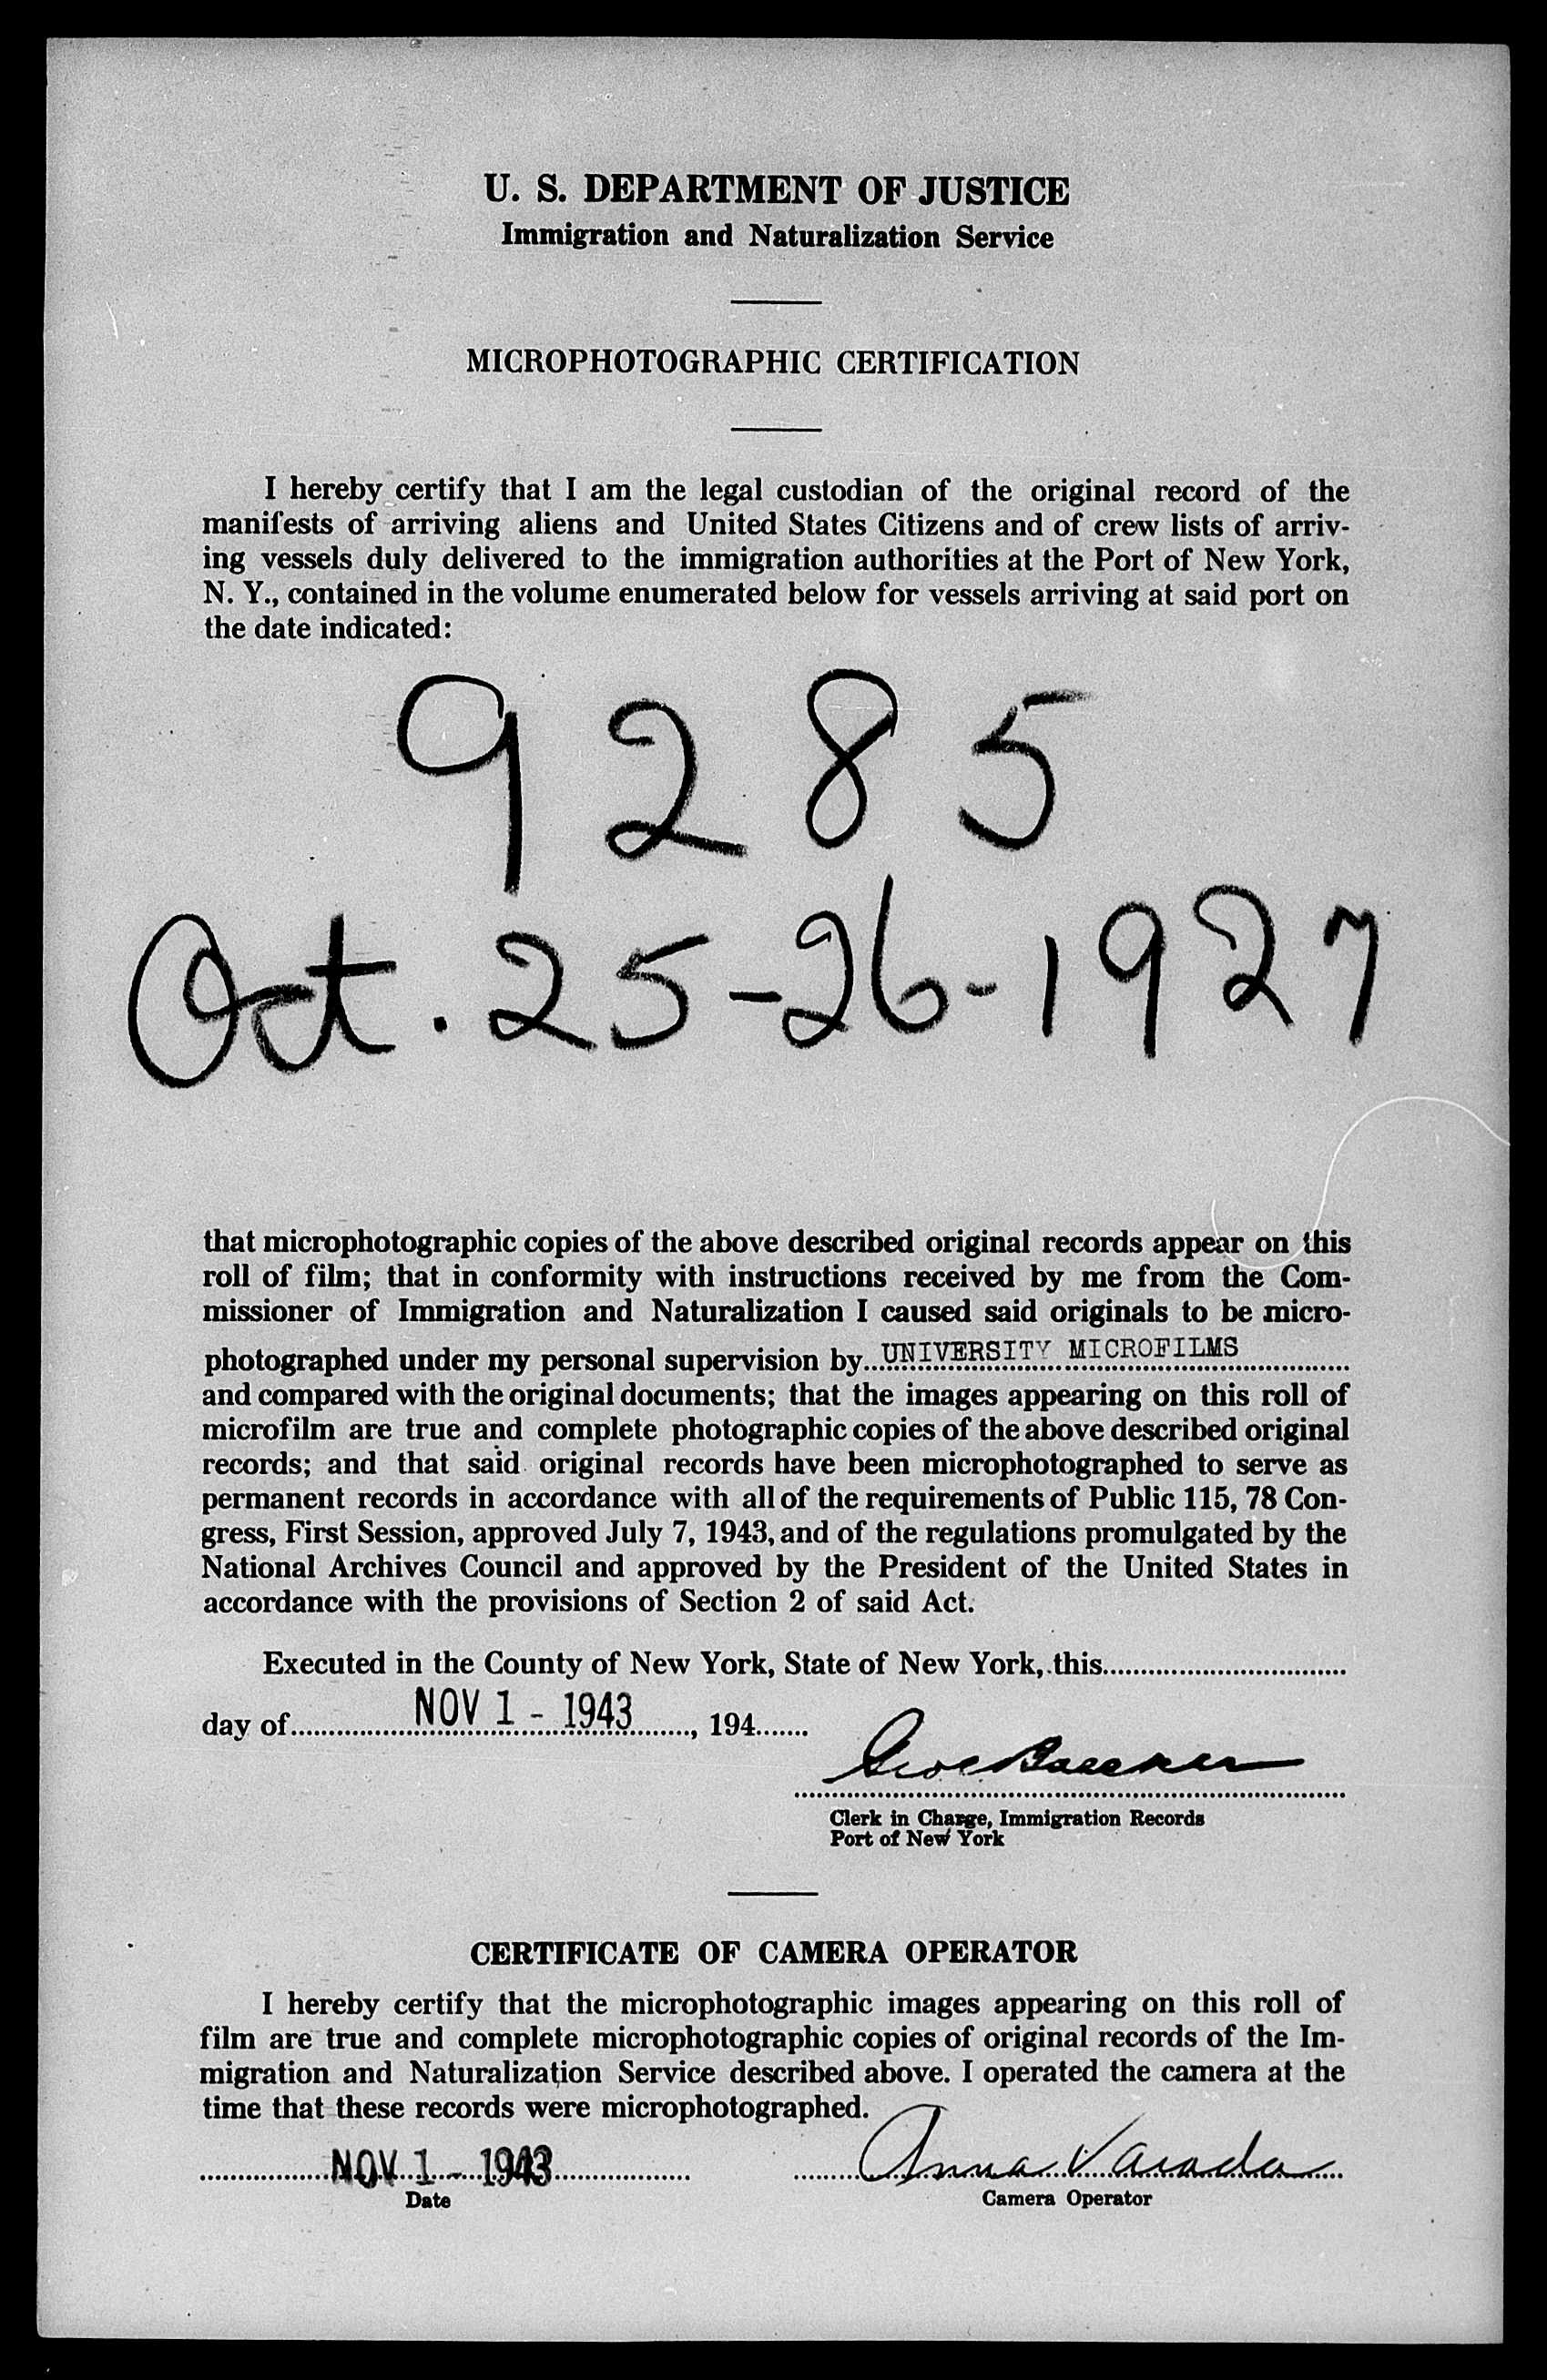 U. S. DEPARTMENT OF JUSTICE
Immigration and Naturalization Service
MICROPHOTOGRAPHIC CERTIFICATION
I hereby certify that I am the legal custodian of the original record of the
manifests of arriving aliens and United States Citizens and of crew lists of arriv-
ing vessels duly delivered to the immigration authorities at the Port of New York,
N. Y., contained in the volume enumerated below for vessels arriving at said port on
the date indicated:
9285
Oct. 25-26-1927
that microphotographic copies of the above described original records appear on this
roll of film; that in conformity with instructions received by me from the Com-
missioner of Immigration and Naturalization I caused said originals to be micro-
photographed under my personal supervision by UNIVERSITY MICROFILMS
and compared with the original documents; that the images appearing on this roll of
microfilm are true and complete photographic copies of the above described original
records; and that said original records have been microphotographed to serve as
permanent records in accordance with all of the requirements of Public 115, 78 Con-
gress, First Session, approved July 7, 1943, and of the regulations promulgated by the
National Archives Council and approved by the President of the United States in
accordance with the provisions of Section 2 of said Act.
Executed in the County of New York, State of New York, this
day of NOV 1 - 1943, 194
Clerk in Charge, Immigration Records
Port of New York
CERTIFICATE OF CAMERA OPERATOR
I hereby certify that the microphotographic images appearing on this roll of
film are true and complete microphotographic copies of original records of the Im-
migration and Naturalization Service described above. I operated the camera at the
time that these records were microphotographed.
NOV 1 - 1943 Anna
Date Camera Operator